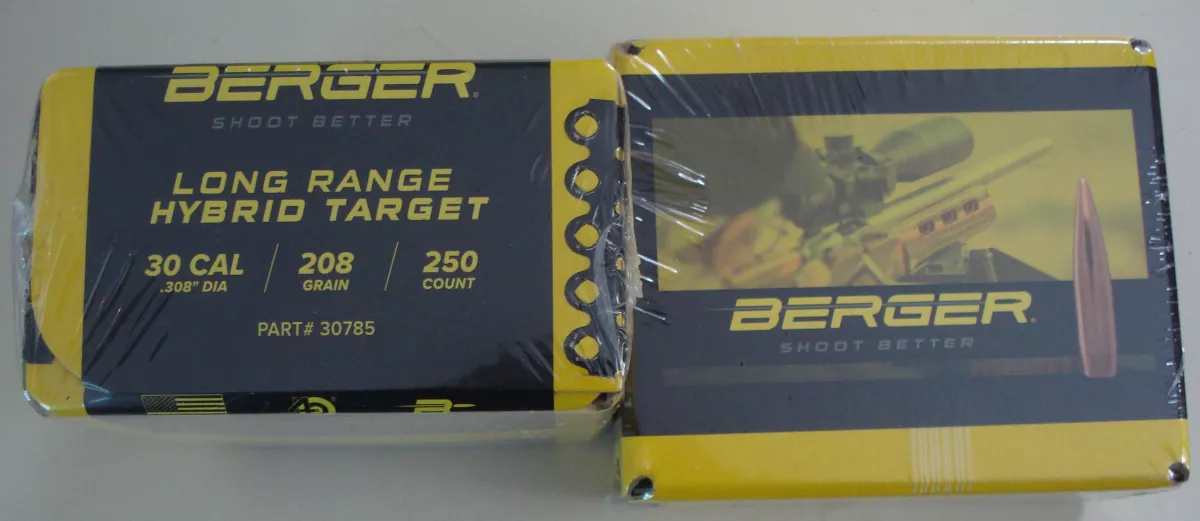 BERGER®
SHOOT BETTER
LONG RANGE
HYBRID TARGET
30 CAL
.308" DIA
208
GRAIN
250
COUNT
PART# 30785
BERGER®
SHOOT BETTER